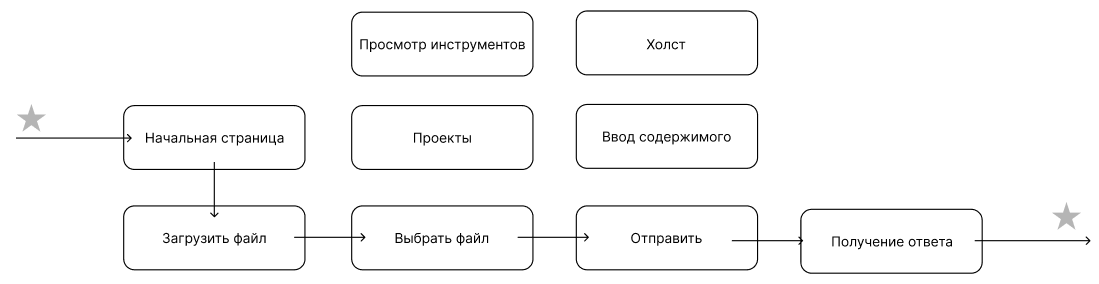 Просмотр инструментов
Холст
Начальная страница
Проекты
Ввод содержимого
Загрузить файл
Выбрать файл
Отправить
Получение ответа